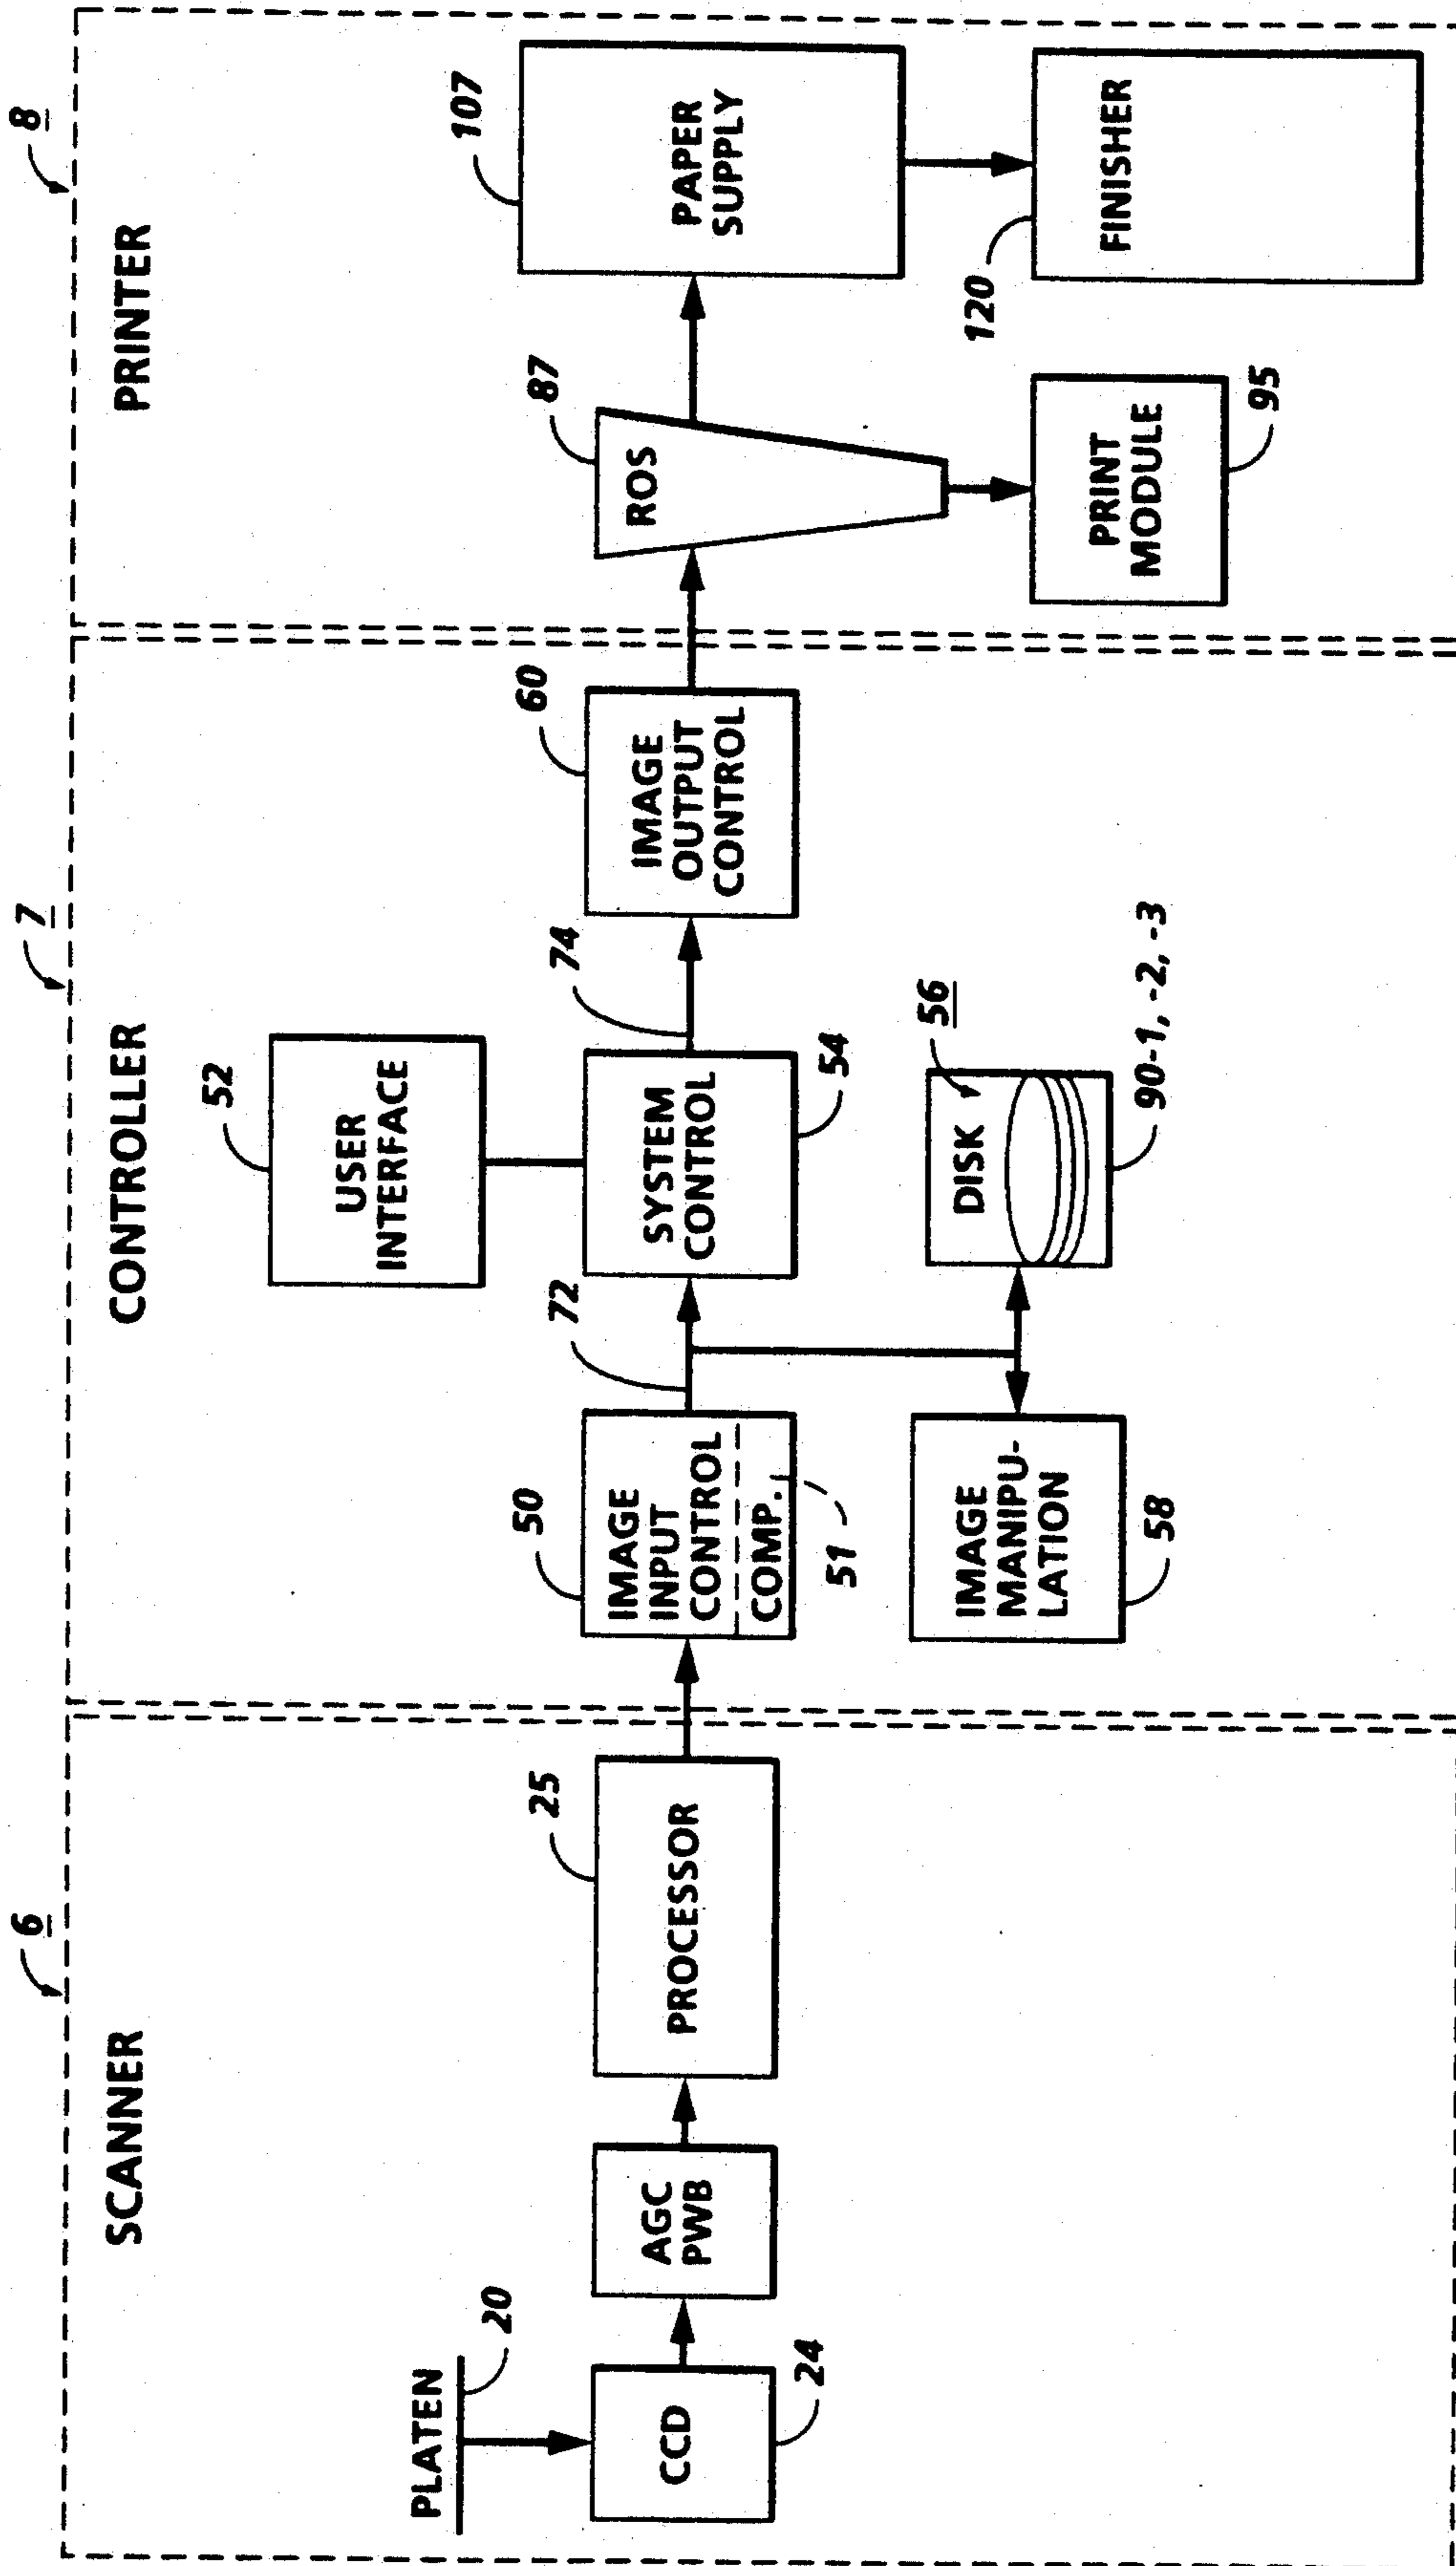 6
SCANNER
PLATEN
20
CCD
24
AGC
PWB
PROCESSOR
25
7
CONTROLLER
IMAGE
INPUT
CONTROL
COMP.
50
51
72
USER
INTERFACE
52
SYSTEM
CONTROL
54
74
IMAGE
OUTPUT
CONTROL
60
IMAGE
MANIPU-
LATION
58
DISK
56
90-1, -2, -3
8
PRINTER
ROS
87
PRINT
MODULE
95
PAPER
SUPPLY
107
FINISHER
120